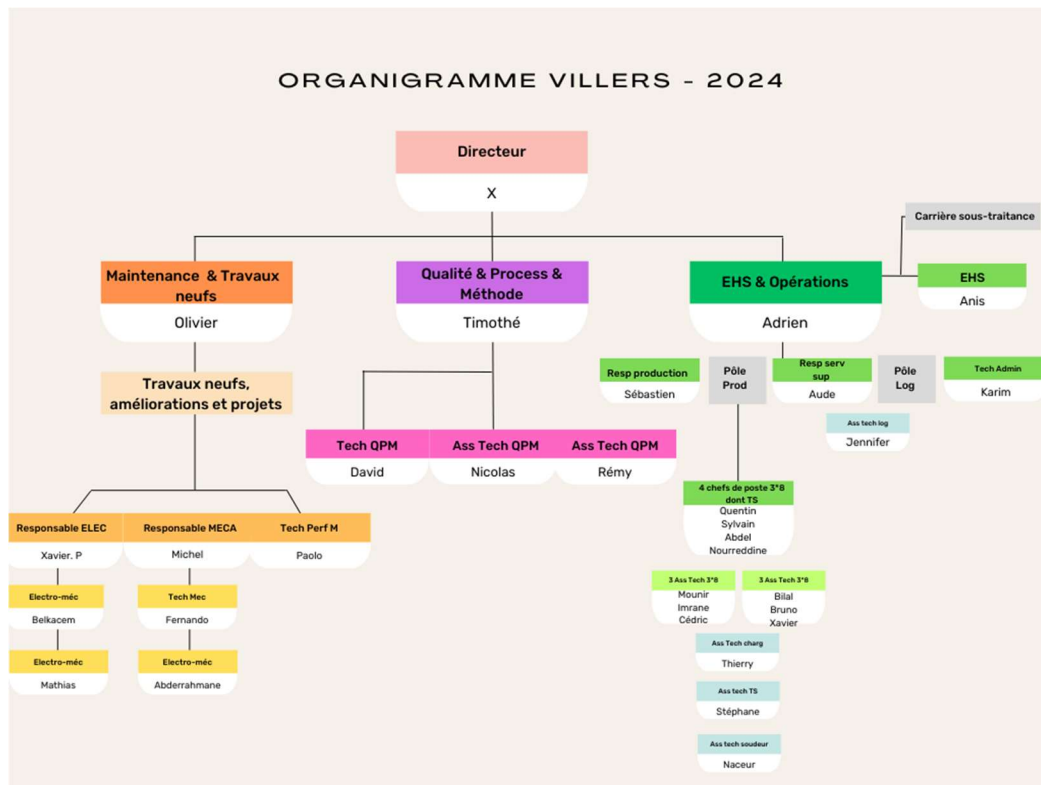 ORGANIGRAMME VILLERS - 2024
Directeur
X
Carrière sous-traitance
Maintenance & Travaux
neufs
Olivier
Qualité & Process &
Méthode
Timothé
EHS & Opérations
Adrien
EHS
Anis
Travaux neufs,
améliorations et projets
Resp production
Sébastien
Pôle
Prod
Resp serv
sup
Aude
Pôle
Log
Tech Admin
Karim
Ass tech log
Jennifer
Tech QPM
David
Ass Tech QPM
Nicolas
Ass Tech QPM
Rémy
4 chefs de poste 3*8
dont TS
Quentin
Sylvain
Abdel
Nourreddine
Responsable ELEC
Xavier. P
Responsable MECA
Michel
Tech Perf M
Paolo
Electro-méc
Belkacem
Tech Mec
Fernando
3 Ass Tech 3*8
Mounir
Imrane
Cédric
3 Ass Tech 3*8
Bilal
Bruno
Xavier
Electro-méc
Mathias
Electro-méc
Abderrahmane
Ass Tech charg
Thierry
Ass tech TS
Stéphane
Ass tech soudeur
Naceur